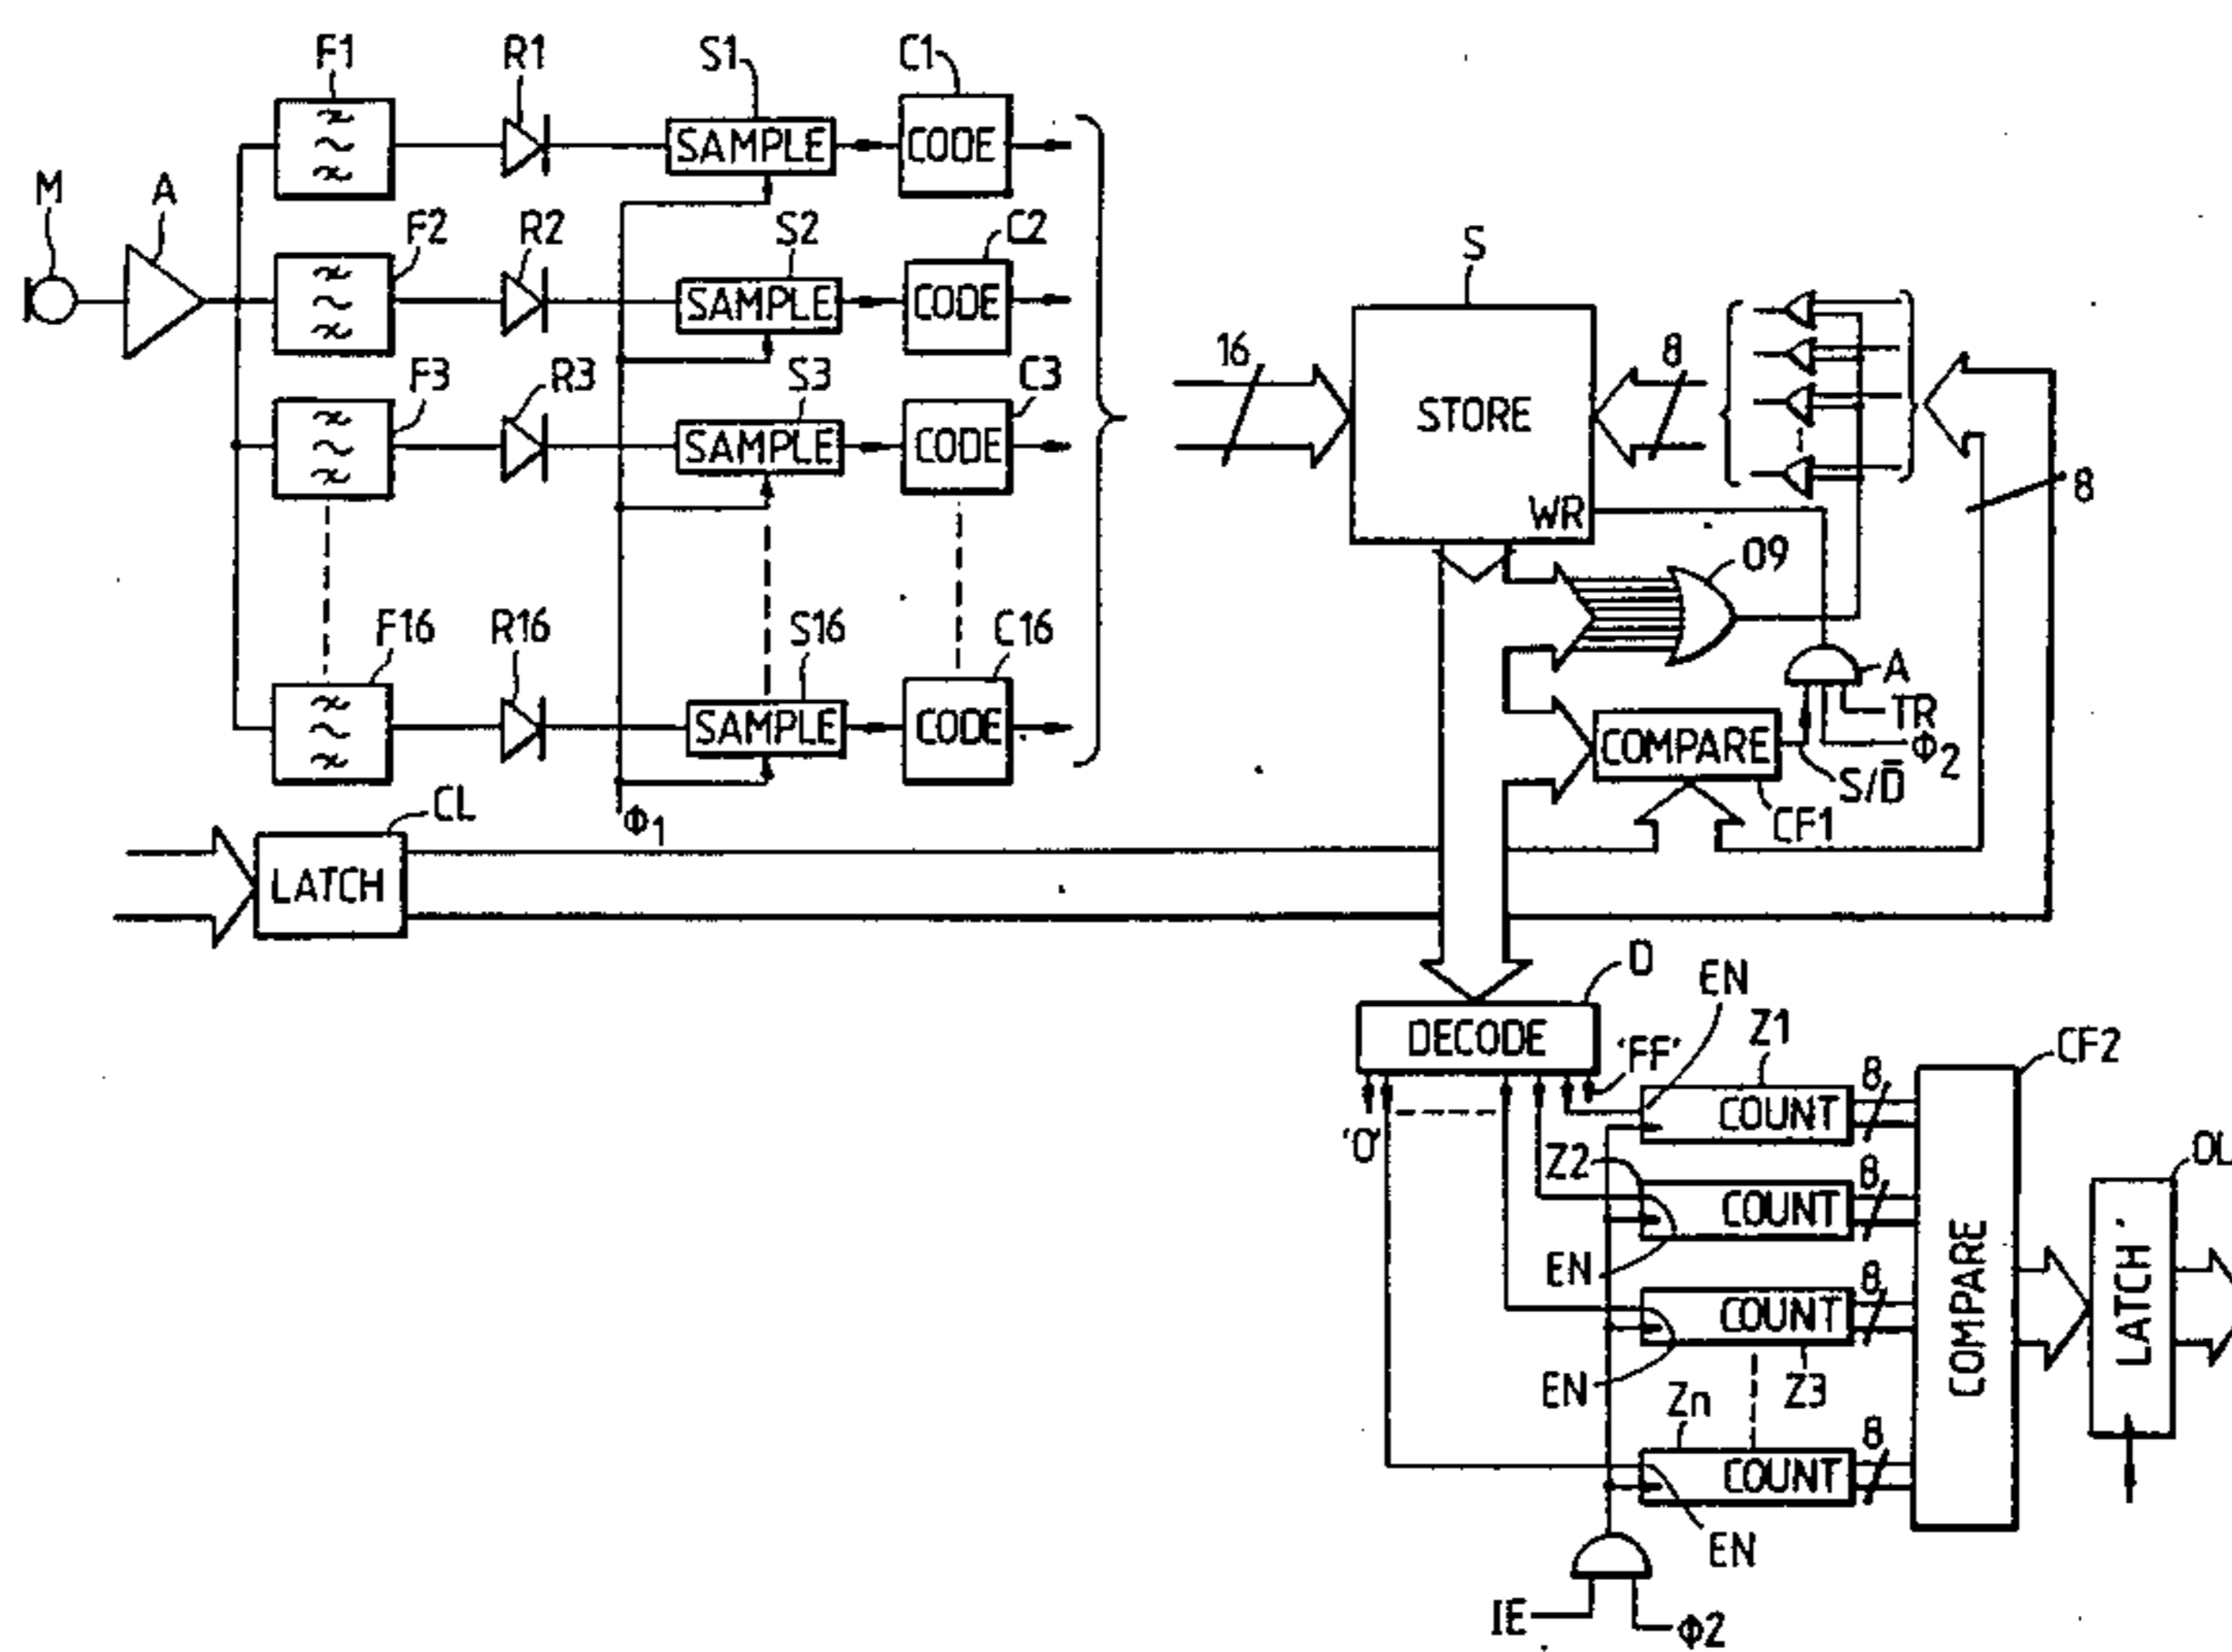 F1 R1 S1 C1
SAMPLE CODE
M A
F2 R2 S2 C2
SAMPLE CODE
F3 R3 S3 C3
SAMPLE CODE
F16 R16 S16 C16
SAMPLE CODE
Φ1
CL
LATCH
S
16 STORE 8
WR
8
09
A
TR
Φ2
COMPARE
S/D̅
CF1
D
DECODE
'0' 'FF'
EN
Z1
COUNT 8
CF2
Z2
COUNT 8
EN
COUNT 8
EN
Z3
Zn
COUNT 8
EN
COMPARE
OL
LATCH
IE Φ2